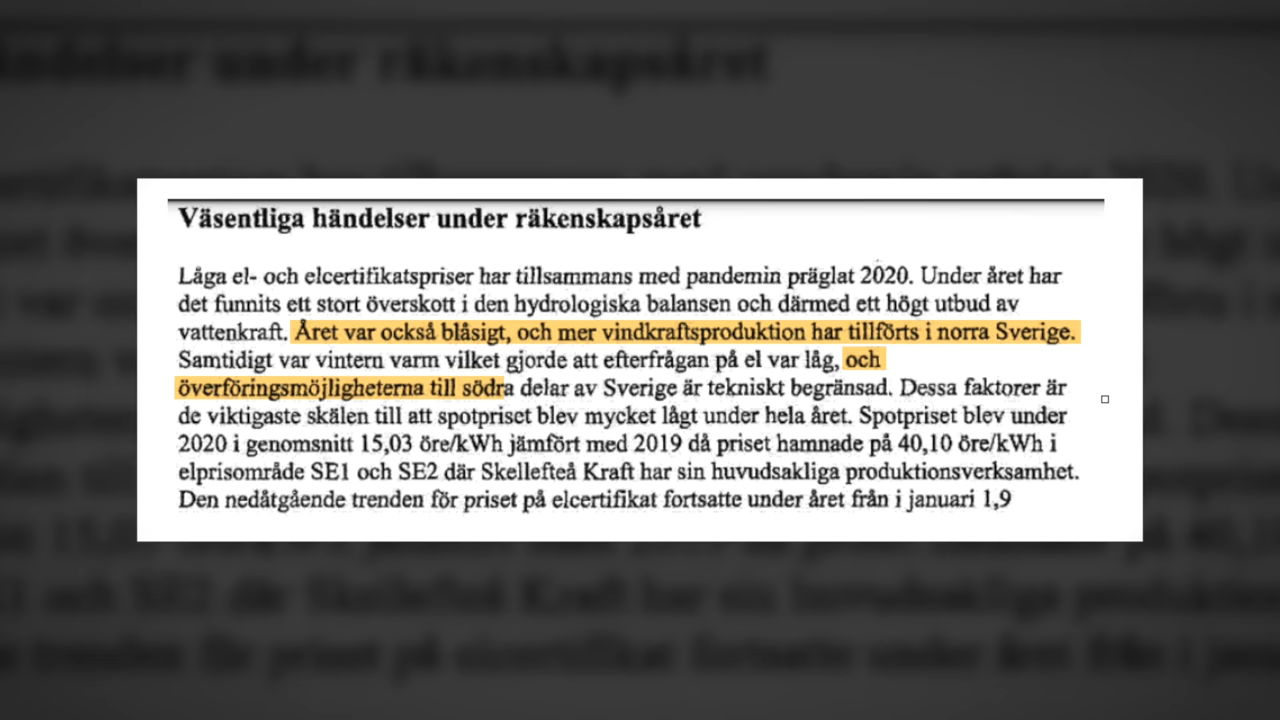 Väsentliga händelser under räkenskapsåret
Låga el- och elcertifikatspriser har tillsammans med pandemin präglat 2020. Under året har
det funnits ett stort överskott i den hydrologiska balansen och därmed ett högt utbud av
vattenkraft. Året var också blåsigt, och mer vindkraftsproduktion har tillförts i norra Sverige.
Samtidigt var vintern varm vilket gjorde att efterfrågan på el var låg, och
överföringsmöjligheterna till södra delar av Sverige är tekniskt begränsad. Dessa faktorer är
de viktigaste skälen till att spotpriset blev mycket lågt under hela året. Spotpriset blev under
2020 i genomsnitt 15,03 öre/kWh jämfört med 2019 då priset hamnade på 40,10 öre/kWh i
elprisområde SE1 och SE2 där Skellefteå Kraft har sin huvudsakliga produktionsverksamhet.
Den nedåtgående trenden för priset på elcertifikat fortsatte under året från i januari 1,9